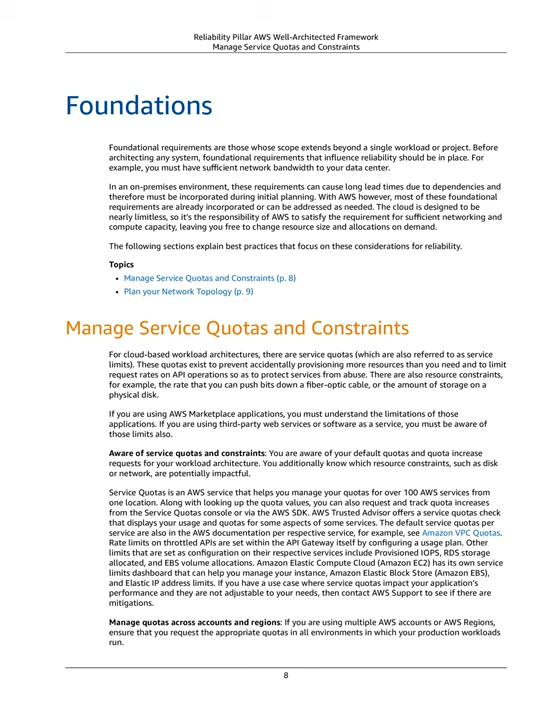 Reliability Pillar AWS Well-Architected Framework
Manage Service Quotas and Constraints
Foundations
Foundational requirements are those whose scope extends beyond a single workload or project. Before
architecting any system, foundational requirements that influence reliability should be in place. For
example, you must have sufficient network bandwidth to your data center.
In an on-premises environment, these requirements can cause long lead times due to dependencies and
therefore must be incorporated during initial planning. With AWS however, most of these foundational
requirements are already incorporated or can be addressed as needed. The cloud is designed to be
nearly limitless, so it's the responsibility of AWS to satisfy the requirement for sufficient networking and
compute capacity, leaving you free to change resource size and allocations on demand.
The following sections explain best practices that focus on these considerations for reliability.
Topics
• Manage Service Quotas and Constraints (p. 8)
• Plan your Network Topology (p. 9)
Manage Service Quotas and Constraints
For cloud-based workload architectures, there are service quotas (which are also referred to as service
limits). These quotas exist to prevent accidentally provisioning more resources than you need and to limit
request rates on API operations so as to protect services from abuse. There are also resource constraints,
for example, the rate that you can push bits down a fiber-optic cable, or the amount of storage on a
physical disk.
If you are using AWS Marketplace applications, you must understand the limitations of those
applications. If you are using third-party web services or software as a service, you must be aware of
those limits also.
Aware of service quotas and constraints: You are aware of your default quotas and quota increase
requests for your workload architecture. You additionally know which resource constraints, such as disk
or network, are potentially impactful.
Service Quotas is an AWS service that helps you manage your quotas for over 100 AWS services from
one location. Along with looking up the quota values, you can also request and track quota increases
from the Service Quotas console or via the AWS SDK. AWS Trusted Advisor offers a service quotas check
that displays your usage and quotas for some aspects of some services. The default service quotas per
service are also in the AWS documentation per respective service, for example, see Amazon VPC Quotas.
Rate limits on throttled APIs are set within the API Gateway itself by configuring a usage plan. Other
limits that are set as configuration on their respective services include Provisioned IOPS, RDS storage
allocated, and EBS volume allocations. Amazon Elastic Compute Cloud (Amazon EC2) has its own service
limits dashboard that can help you manage your instance, Amazon Elastic Block Store (Amazon EBS),
and Elastic IP address limits. If you have a use case where service quotas impact your application's
performance and they are not adjustable to your needs, then contact AWS Support to see if there are
mitigations.
Manage quotas across accounts and regions: If you are using multiple AWS accounts or AWS Regions,
ensure that you request the appropriate quotas in all environments in which your production workloads
run.
8